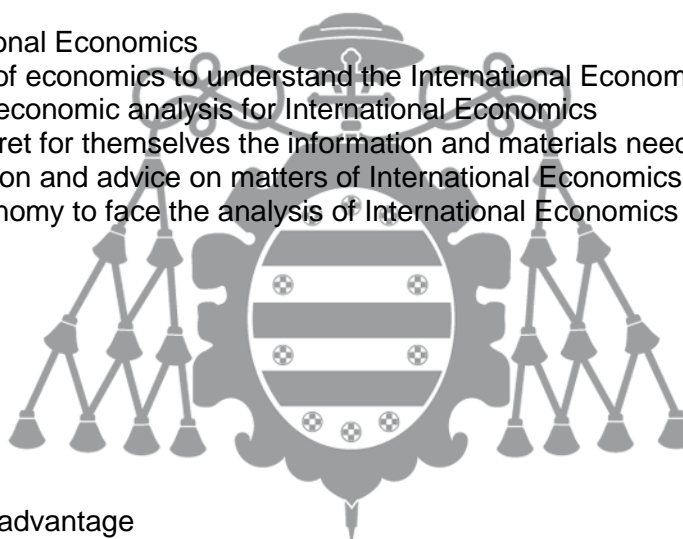 onal Economics
of economics to understand the International Econom
economic analysis for International Economics
ret for themselves the information and materials need
on and advice on matters of International Economics
nomy to face the analysis of International Economics
advantage